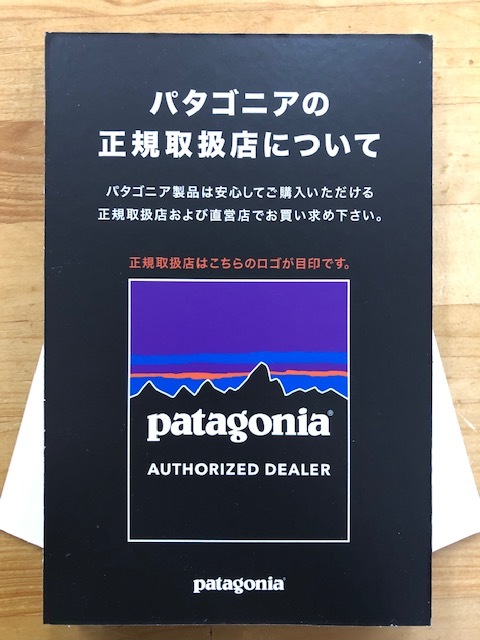 パタゴニアの
正規取扱店について
パタゴニア製品は安心してご購入いただける
正規取扱店および直営店でお買い求め下さい。
正規取扱店はこちらのロゴが目印です。
patagonia®
AUTHORIZED DEALER
patagonia®